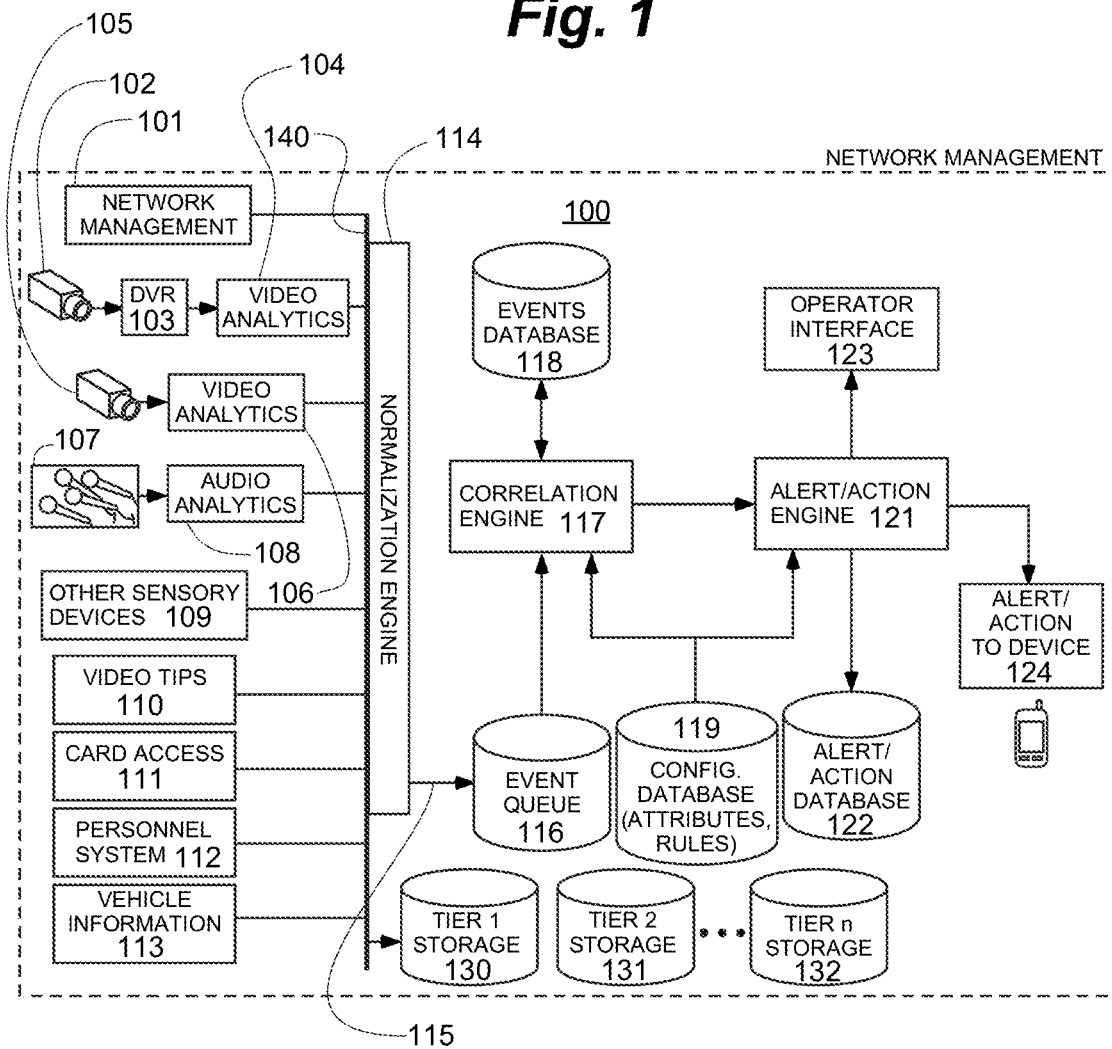 Fig. 1
105
102
101
104
140
114
NETWORK MANAGEMENT
NETWORK
MANAGEMENT
100
DVR
103
VIDEO
ANALYTICS
EVENTS
DATABASE
118
OPERATOR
INTERFACE
123
VIDEO
ANALYTICS
107
AUDIO
ANALYTICS
108
106
NORMALIZATION ENGINE
CORRELATION
ENGINE 117
ALERT/ACTION
ENGINE 121
OTHER SENSORY
DEVICES 109
ALERT/
ACTION
TO DEVICE
124
VIDEO TIPS
110
CARD ACCESS
111
PERSONNEL
SYSTEM 112
VEHICLE
INFORMATION
113
EVENT
QUEUE
116
119
CONFIG.
DATABASE
(ATTRIBUTES,
RULES)
ALERT/
ACTION
DATABASE
122
TIER 1
STORAGE
130
TIER 2
STORAGE
131
TIER n
STORAGE
132
115